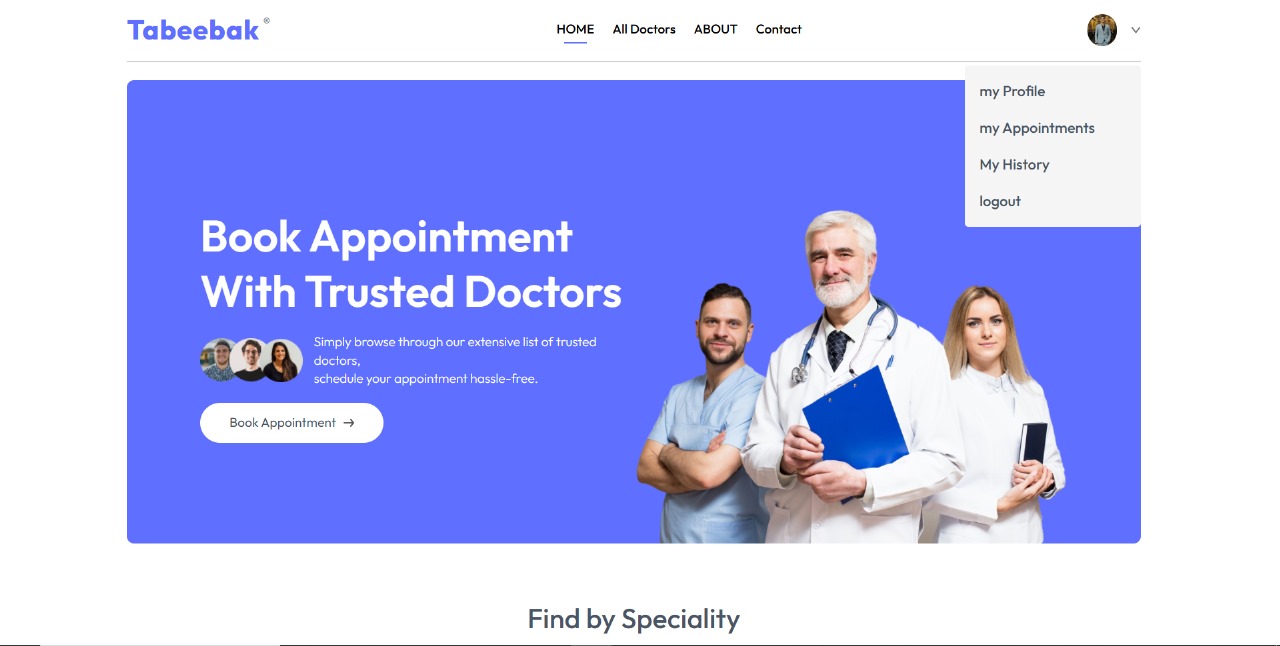 Tabeebak ®
HOME
All Doctors
ABOUT
Contact
my Profile
my Appointments
My History
logout
Book Appointment
With Trusted Doctors
Simply browse through our extensive list of trusted
doctors,
schedule your appointment hassle-free.
Book Appointment →
Find by Speciality